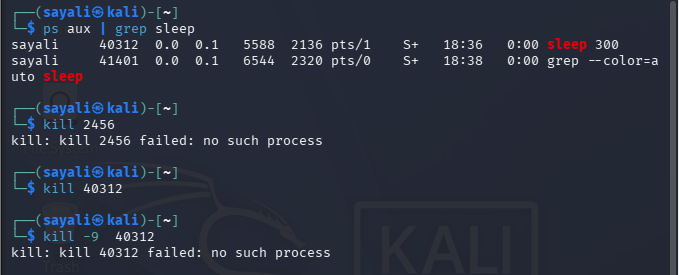 ┌──(sayali㉿kali)-[~]
└─$ ps aux | grep sleep
sayali     40312  0.0  0.1   5588  2136 pts/1    S+   18:36   0:00 sleep 300
sayali     41401  0.0  0.1   6544  2320 pts/0    S+   18:38   0:00 grep --color=a
uto sleep
┌──(sayali㉿kali)-[~]
└─$ kill 2456
kill: kill 2456 failed: no such process
┌──(sayali㉿kali)-[~]
└─$ kill 40312
┌──(sayali㉿kali)-[~]
└─$ kill -9  40312
kill: kill 40312 failed: no such process
KALI
Trash